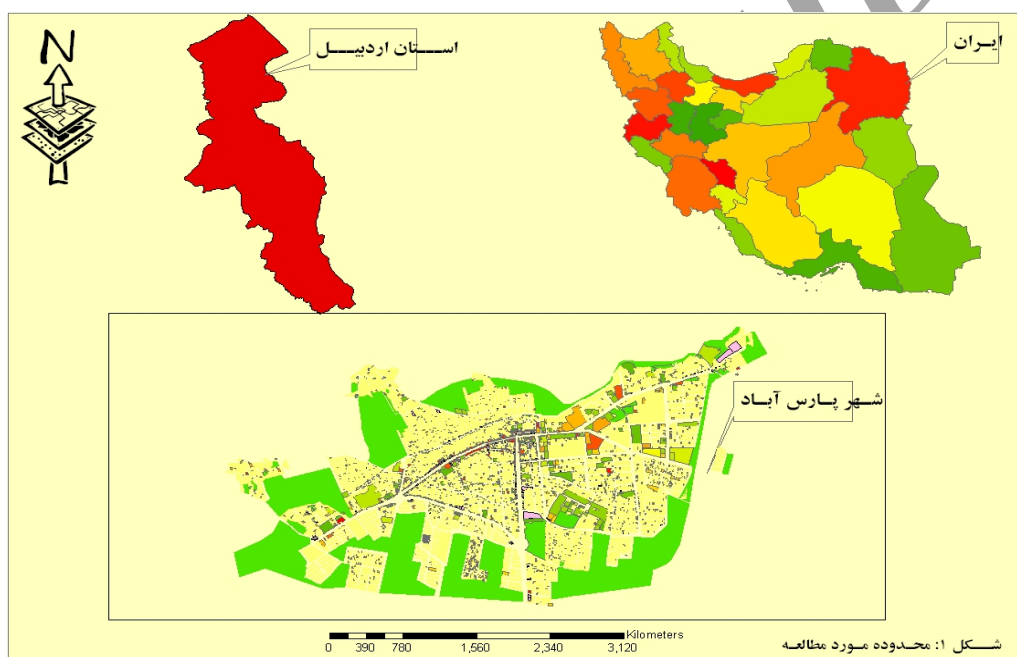 N
استان اردبیل
ایران
شهر پارس آباد
Kilometers
0 390 780 1,560 2,340 3,120
شکل ۱: محدوده مورد مطالعه